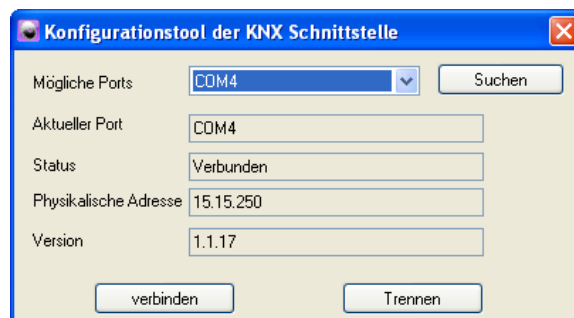 Konfigurationstool der KNX Schnittstelle
Mögliche Ports COM4 Suchen
Aktueller Port COM4
Status Verbunden
Physikalische Adresse 15.15.250
Version 1.1.17
verbinden Trennen